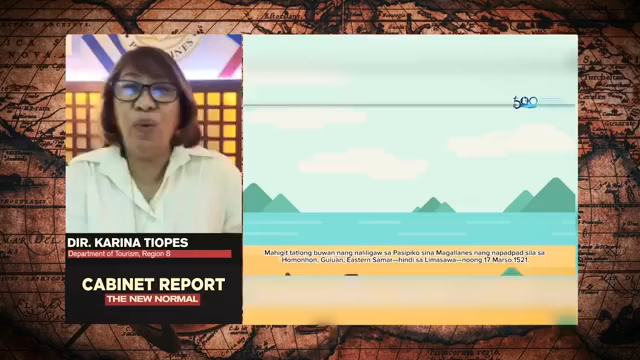 500
DIR. KARINA TIOPES
Department of Tourism, Region 8
CABINET REPORT
THE NEW NORMAL
Mahigit tatlong buwan nang naliligaw sa Pasipiko sina Magallanes nang napadpad sila sa
Homonhon, Guiuan, Eastern Samar—hindi sa Limasawa—noong 17 Marso 1521.